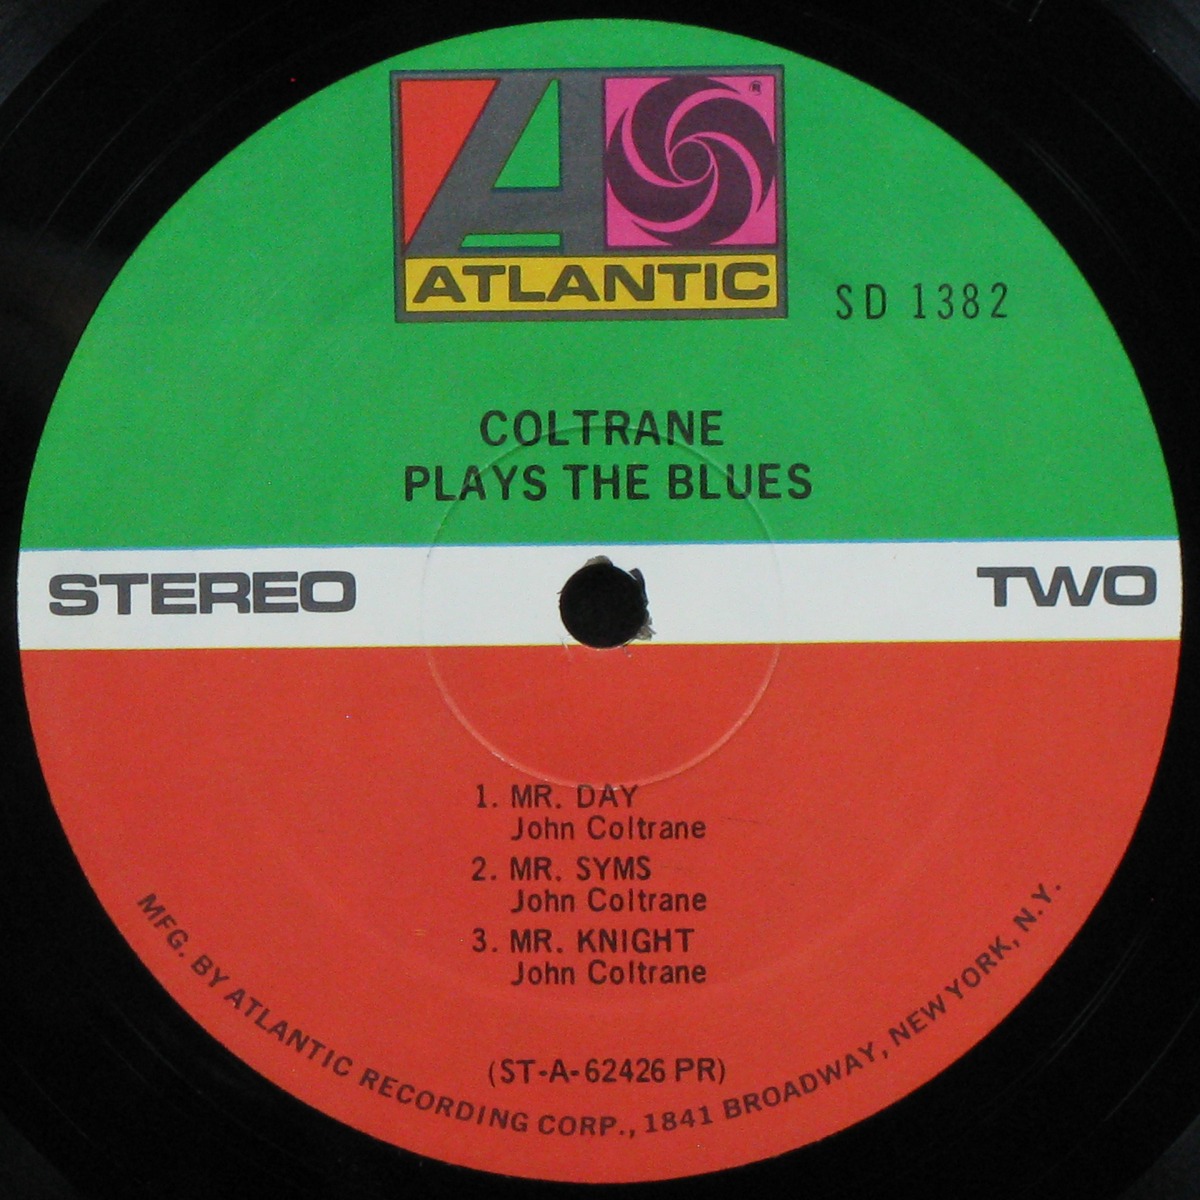 ATLANTIC
®
SD 1382
COLTRANE
PLAYS THE BLUES
STEREO
TWO
1. MR. DAY
John Coltrane
2. MR. SYMS
John Coltrane
3. MR. KNIGHT
John Coltrane
(ST-A-62426 PR)
MFG. BY ATLANTIC RECORDING CORP., 1841 BROADWAY, NEW YORK, N.Y.